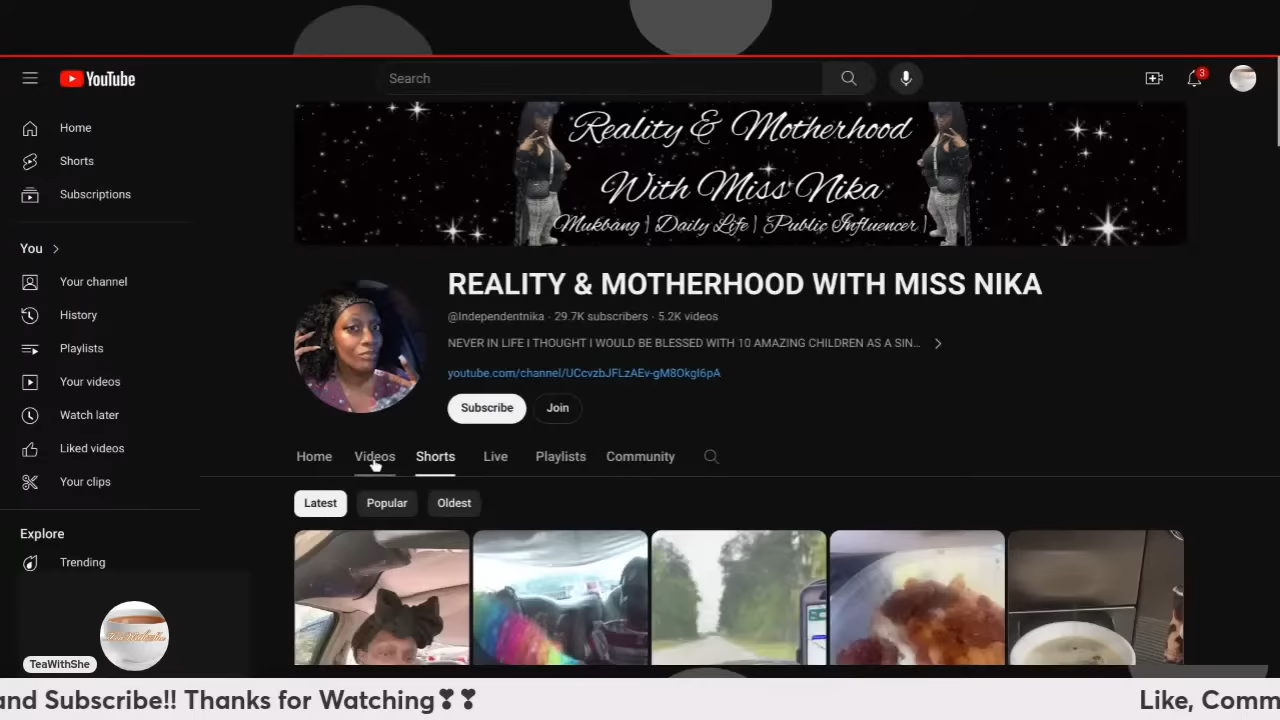 YouTube
Search
3
Home
Shorts
Subscriptions
You
Your channel
History
Playlists
Your videos
Watch later
Liked videos
Your clips
Explore
Trending
Reality & Motherhood
With Miss Nika
Mukbang | Daily Life | Public Influencer |
REALITY & MOTHERHOOD WITH MISS NIKA
@Independentnika · 29.7K subscribers · 5.2K videos
NEVER IN LIFE I THOUGHT I WOULD BE BLESSED WITH 10 AMAZING CHILDREN AS A SIN...
youtube.com/channel/UCcvzbJFLzAEv-gM8OkgI6pA
Subscribe Join
Home Videos Shorts Live Playlists Community
Latest Popular Oldest
TeaWithShe
TeaWithShe
and Subscribe!! Thanks for Watching❣❣ Like, Comm